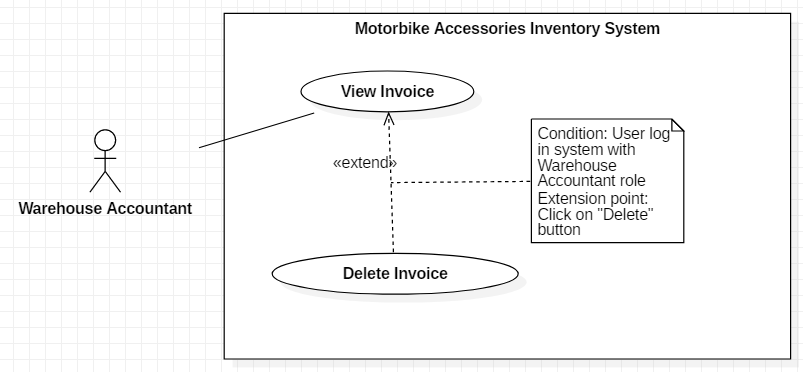 Motorbike Accessories Inventory System
View Invoice
«extend»
Condition: User log
in system with
Warehouse
Accountant role
Extension point:
Click on "Delete"
button
Warehouse Accountant
Delete Invoice